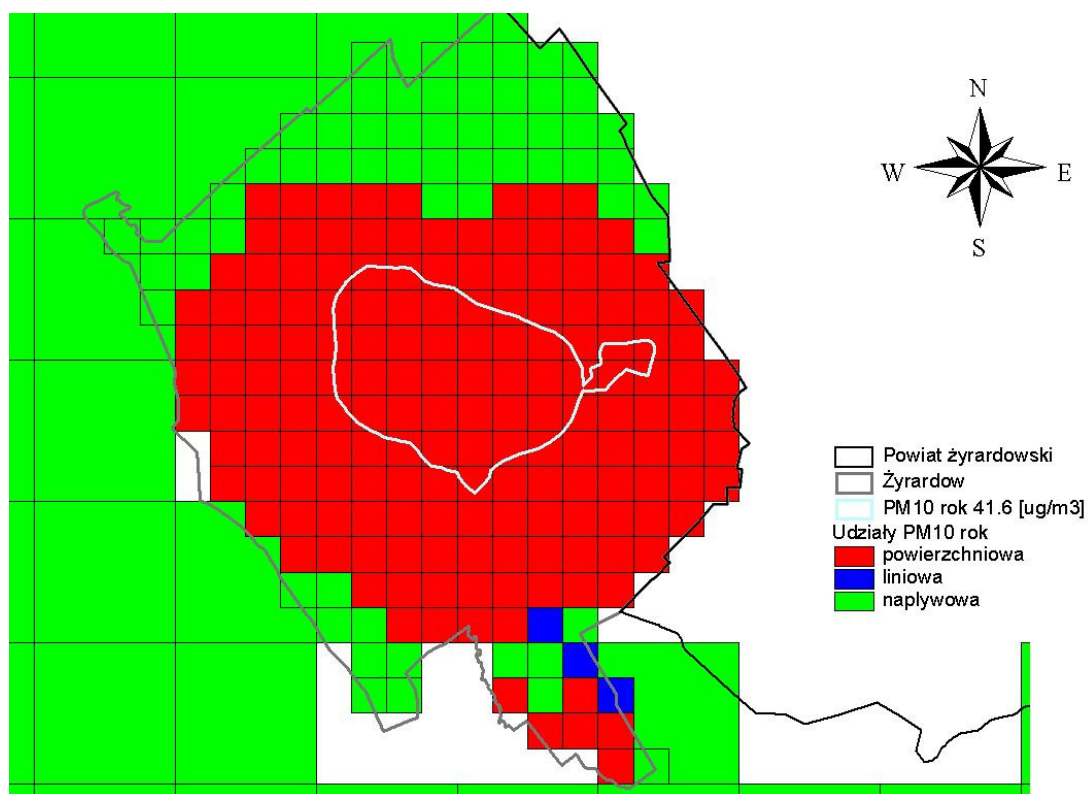 N
W E
S
Powiat żyrardowski
Żyrardow
PM10 rok 41.6 [ug/m3]
Udziały PM10 rok
powierzchniowa
liniowa
naplywowa